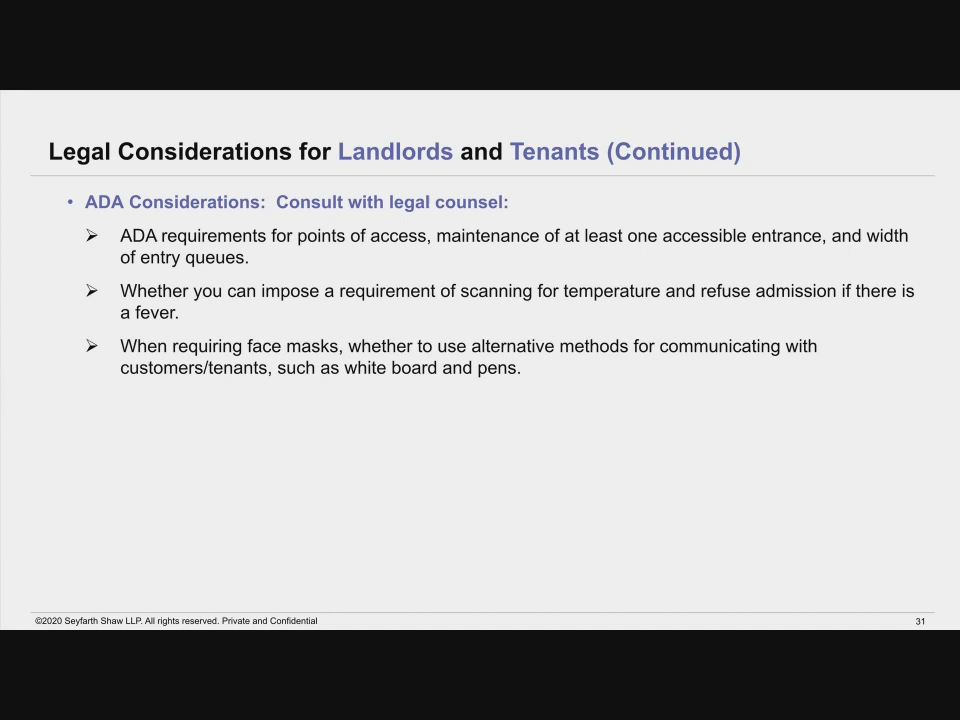 Legal Considerations for Landlords and Tenants (Continued)
• ADA Considerations:  Consult with legal counsel:
➢ ADA requirements for points of access, maintenance of at least one accessible entrance, and width
of entry queues.
➢ Whether you can impose a requirement of scanning for temperature and refuse admission if there is
a fever.
➢ When requiring face masks, whether to use alternative methods for communicating with
customers/tenants, such as white board and pens.
©2020 Seyfarth Shaw LLP. All rights reserved. Private and Confidential
31